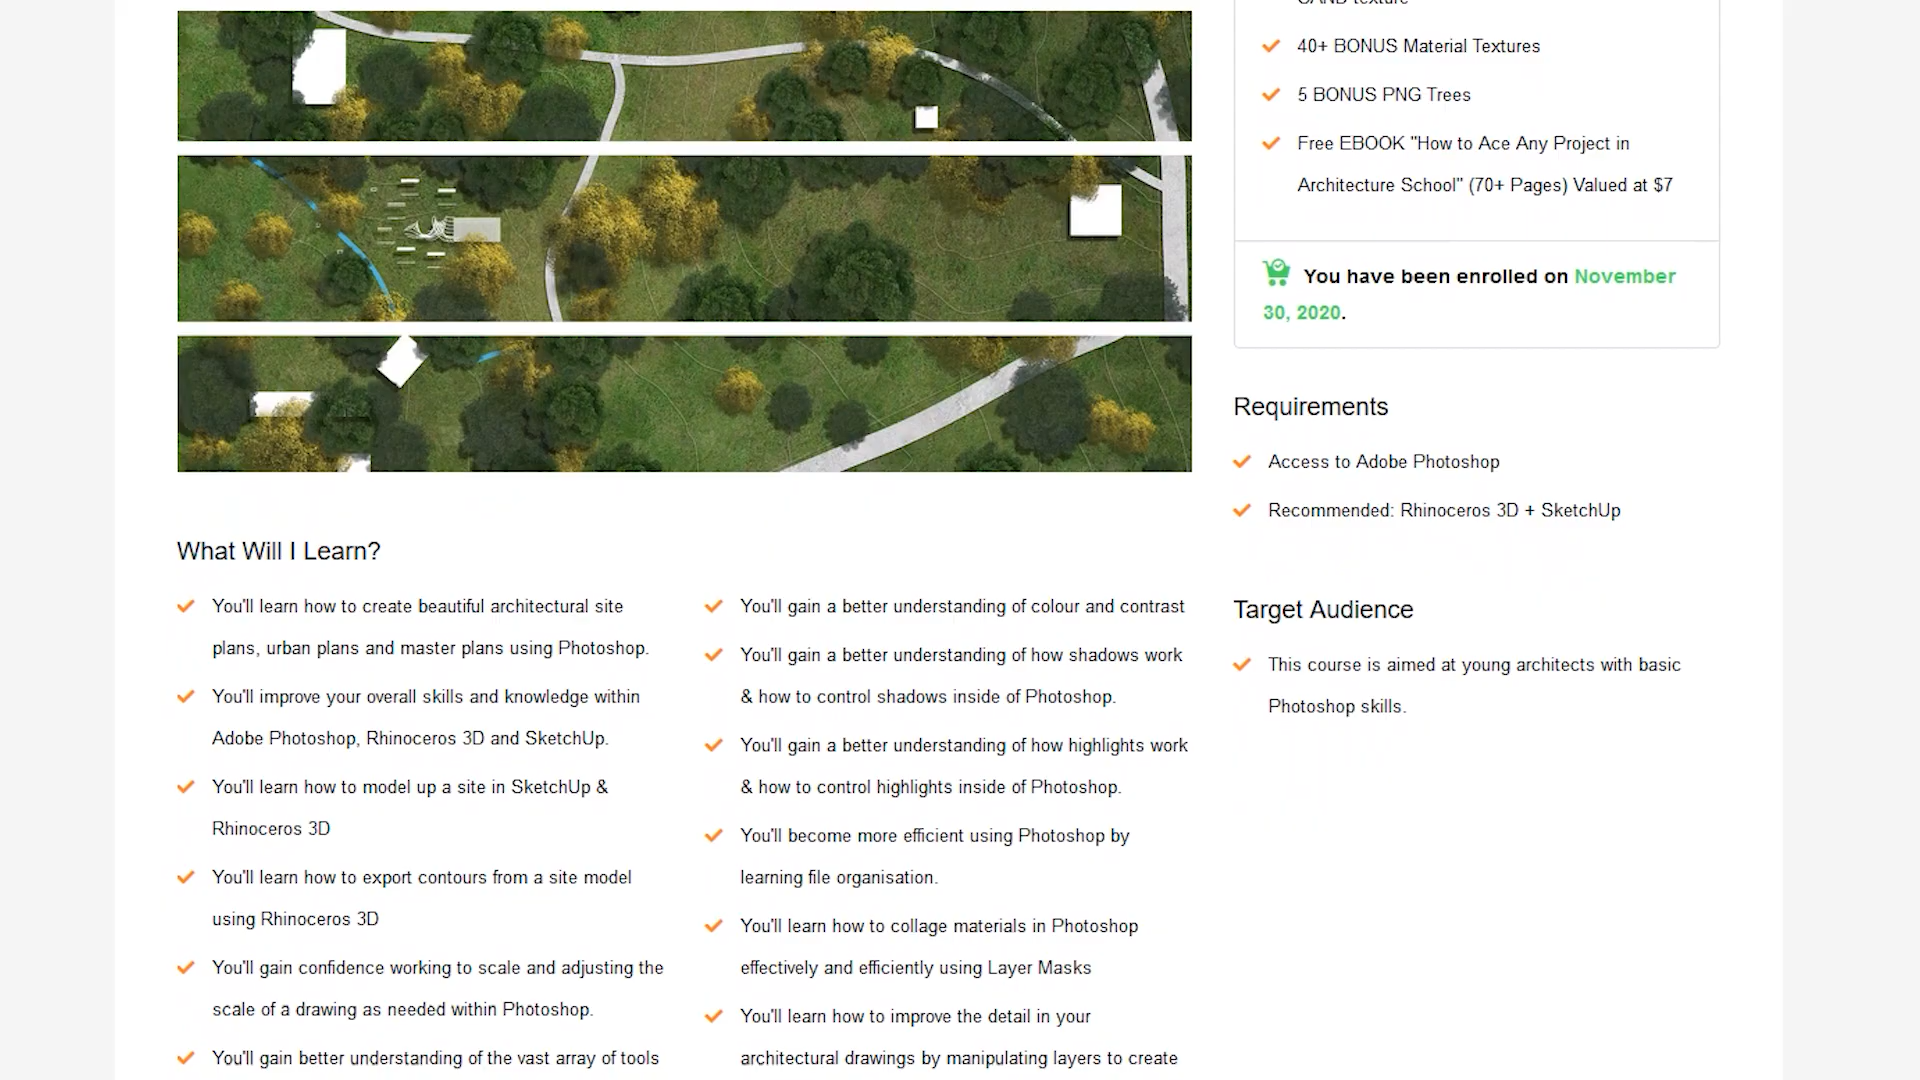 SAND texture
40+ BONUS Material Textures
5 BONUS PNG Trees
Free EBOOK "How to Ace Any Project in
Architecture School" (70+ Pages) Valued at $7
You have been enrolled on November
30, 2020.
Requirements
Access to Adobe Photoshop
Recommended: Rhinoceros 3D + SketchUp
Target Audience
This course is aimed at young architects with basic
Photoshop skills.
What Will I Learn?
You'll learn how to create beautiful architectural site
plans, urban plans and master plans using Photoshop.
You'll improve your overall skills and knowledge within
Adobe Photoshop, Rhinoceros 3D and SketchUp.
You'll learn how to model up a site in SketchUp &
Rhinoceros 3D
You'll learn how to export contours from a site model
using Rhinoceros 3D
You'll gain confidence working to scale and adjusting the
scale of a drawing as needed within Photoshop.
You'll gain better understanding of the vast array of tools
You'll gain a better understanding of colour and contrast
You'll gain a better understanding of how shadows work
& how to control shadows inside of Photoshop.
You'll gain a better understanding of how highlights work
& how to control highlights inside of Photoshop.
You'll become more efficient using Photoshop by
learning file organisation.
You'll learn how to collage materials in Photoshop
effectively and efficiently using Layer Masks
You'll learn how to improve the detail in your
architectural drawings by manipulating layers to create